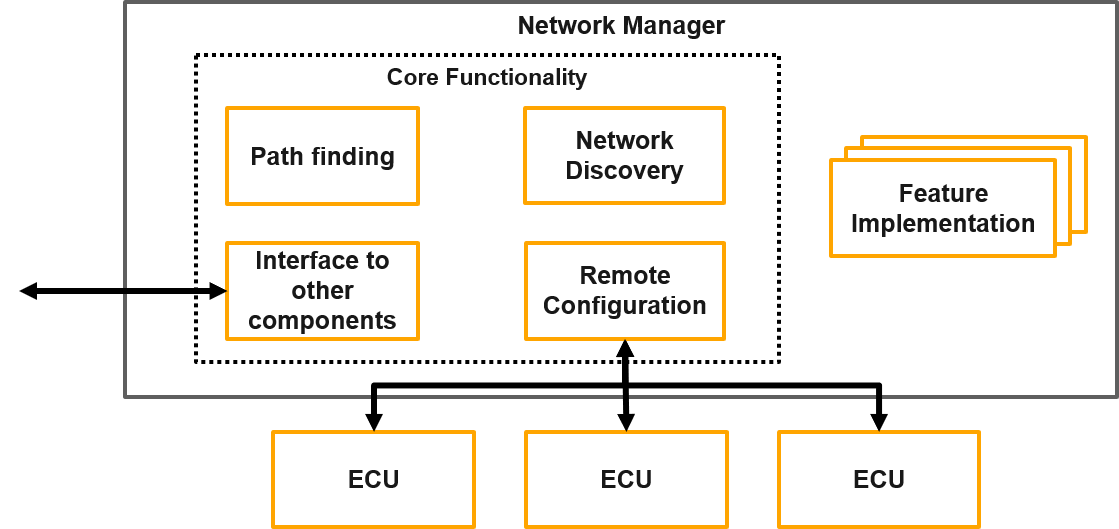 Network Manager
Core Functionality
Path finding
Network
Discovery
Feature
Implementation
Interface to
other
components
Remote
Configuration
ECU
ECU
ECU